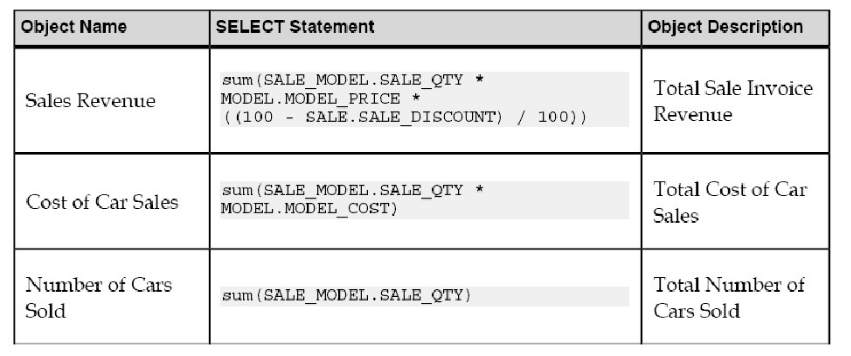 Object Name SELECT Statement Object Description
Sales Revenue
sum(SALE_MODEL.SALE_QTY *
MODEL.MODEL_PRICE *
((100 - SALE.SALE_DISCOUNT) / 100))
Total Sale Invoice
Revenue
Cost of Car Sales
sum(SALE_MODEL.SALE_QTY *
MODEL.MODEL_COST)
Total Cost of Car
Sales
Number of Cars
Sold
sum(SALE_MODEL.SALE_QTY)
Total Number of
Cars Sold